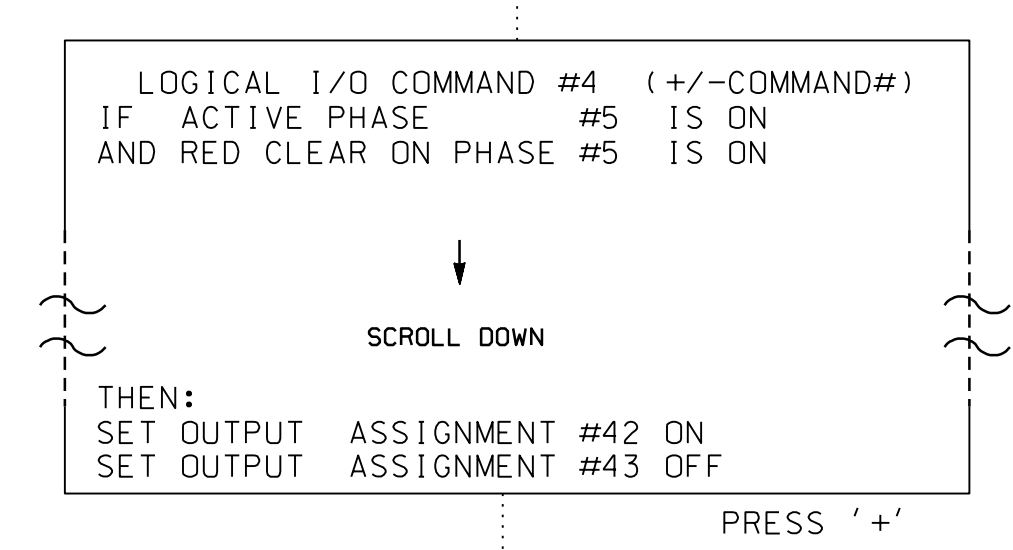 LOGICAL I/O COMMAND #4 (+/-COMMAND#)
IF ACTIVE PHASE #5 IS ON
AND RED CLEAR ON PHASE #5 IS ON
SCROLL DOWN
THEN:
SET OUTPUT ASSIGNMENT #42 ON
SET OUTPUT ASSIGNMENT #43 OFF
PRESS '+'